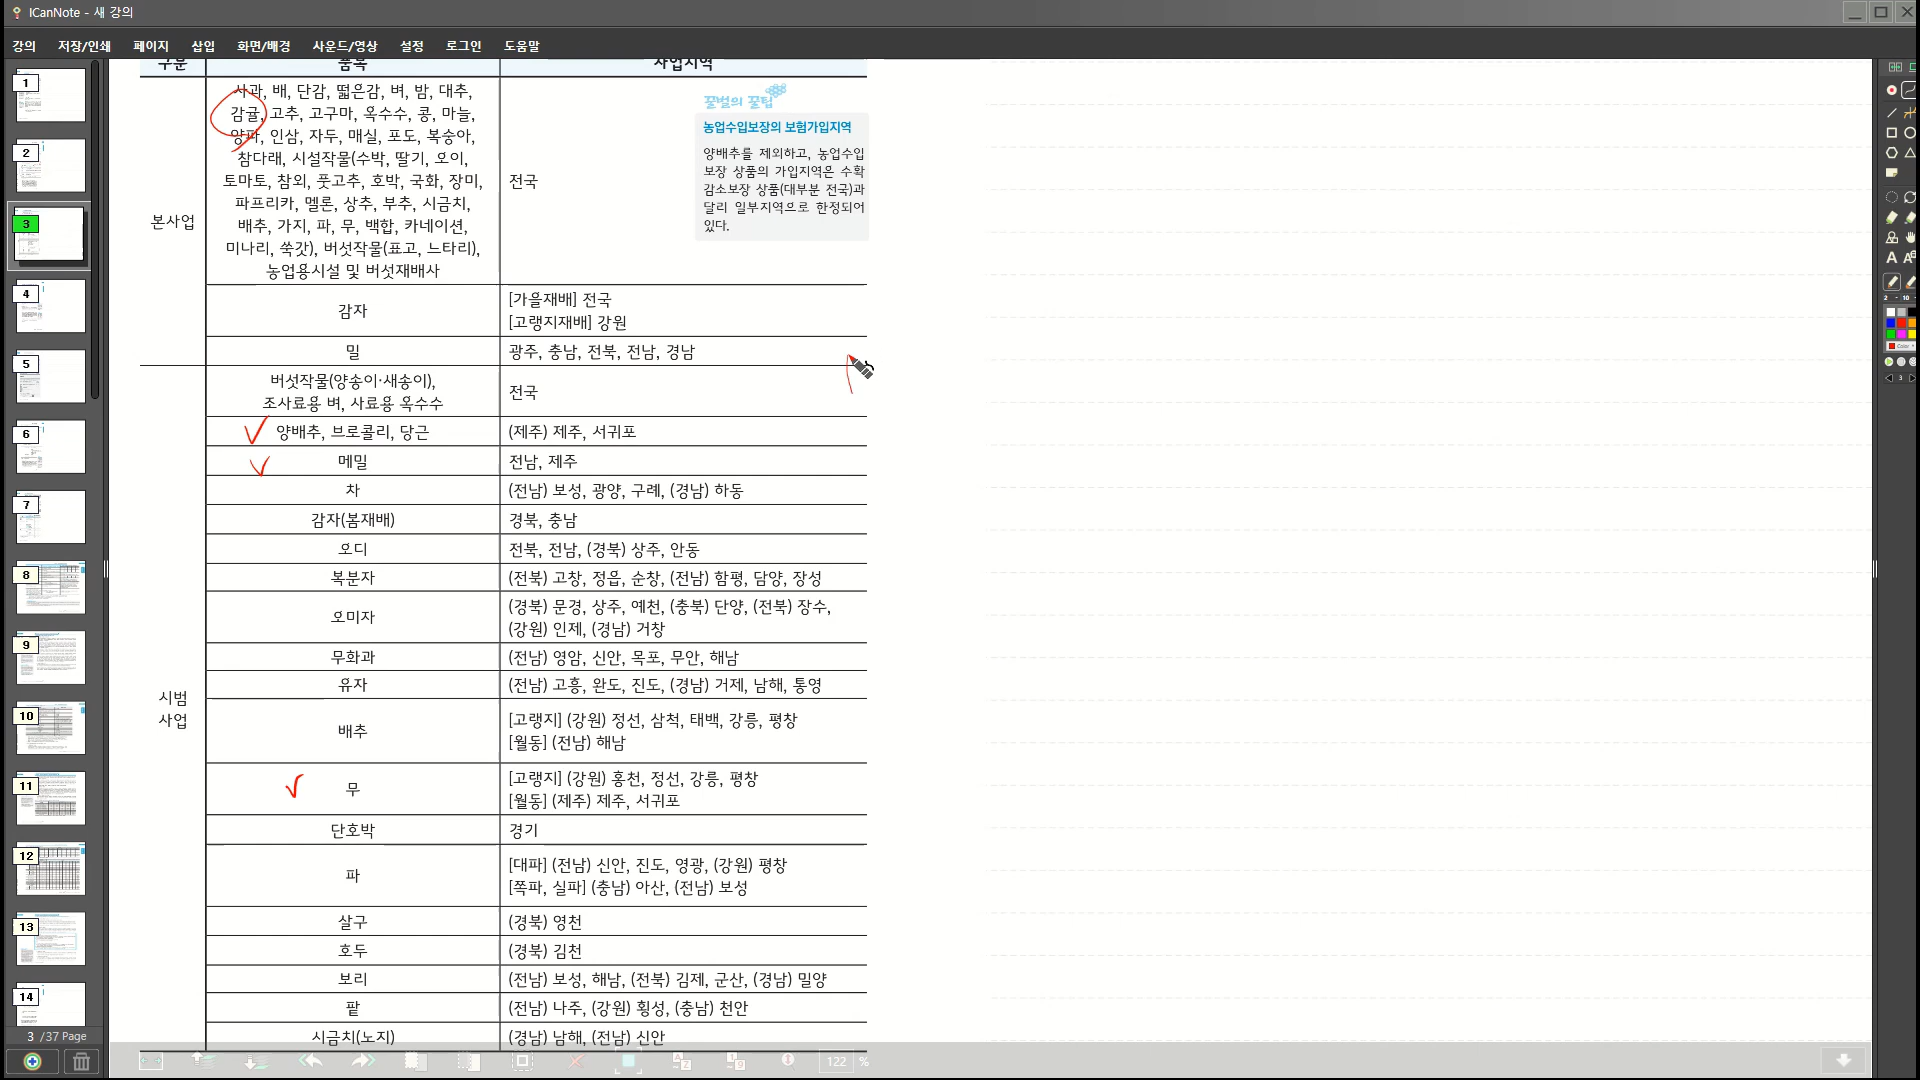 ICanNote - 새 강의
강의 저장/인쇄 페이지 삽입 화면/배경 사운드/영상 설정 로그인 도움말
구분 품목 사업지역
본사업
사과, 배, 단감, 떫은감, 벼, 밤, 대추,
감귤, 고추, 고구마, 옥수수, 콩, 마늘,
양파, 인삼, 자두, 매실, 포도, 복숭아,
참다래, 시설작물(수박, 딸기, 오이,
토마토, 참외, 풋고추, 호박, 국화, 장미,
파프리카, 멜론, 상추, 부추, 시금치,
배추, 가지, 파, 무, 백합, 카네이션,
미나리, 쑥갓), 버섯작물(표고, 느타리),
농업용시설 및 버섯재배사
전국
꿀벌의 꿀팁
농업수입보장의 보험가입지역
양배추를 제외하고, 농업수입
보장 상품의 가입지역은 수확
감소보장 상품(대부분 전국)과
달리 일부지역으로 한정되어
있다.
감자
[가을재배] 전국
[고랭지재배] 강원
밀 광주, 충남, 전북, 전남, 경남
시범
사업
버섯작물(양송이·새송이),
조사료용 벼, 사료용 옥수수
전국
양배추, 브로콜리, 당근 (제주) 제주, 서귀포
메밀 전남, 제주
차 (전남) 보성, 광양, 구례, (경남) 하동
감자(봄재배) 경북, 충남
오디 전북, 전남, (경북) 상주, 안동
복분자 (전북) 고창, 정읍, 순창, (전남) 함평, 담양, 장성
오미자
(경북) 문경, 상주, 예천, (충북) 단양, (전북) 장수,
(강원) 인제, (경남) 거창
무화과 (전남) 영암, 신안, 목포, 무안, 해남
유자 (전남) 고흥, 완도, 진도, (경남) 거제, 남해, 통영
배추
[고랭지] (강원) 정선, 삼척, 태백, 강릉, 평창
[월동] (전남) 해남
무
[고랭지] (강원) 홍천, 정선, 강릉, 평창
[월동] (제주) 제주, 서귀포
단호박 경기
파
[대파] (전남) 신안, 진도, 영광, (강원) 평창
[쪽파, 실파] (충남) 아산, (전남) 보성
살구 (경북) 영천
호두 (경북) 김천
보리 (전남) 보성, 해남, (전북) 김제, 군산, (경남) 밀양
팥 (전남) 나주, (강원) 횡성, (충남) 천안
시금치(노지) (경남) 남해, (전남) 신안
1
2
3
4
5
6
7
8
9
10
11
12
13
14
3 /37 Page
122 %